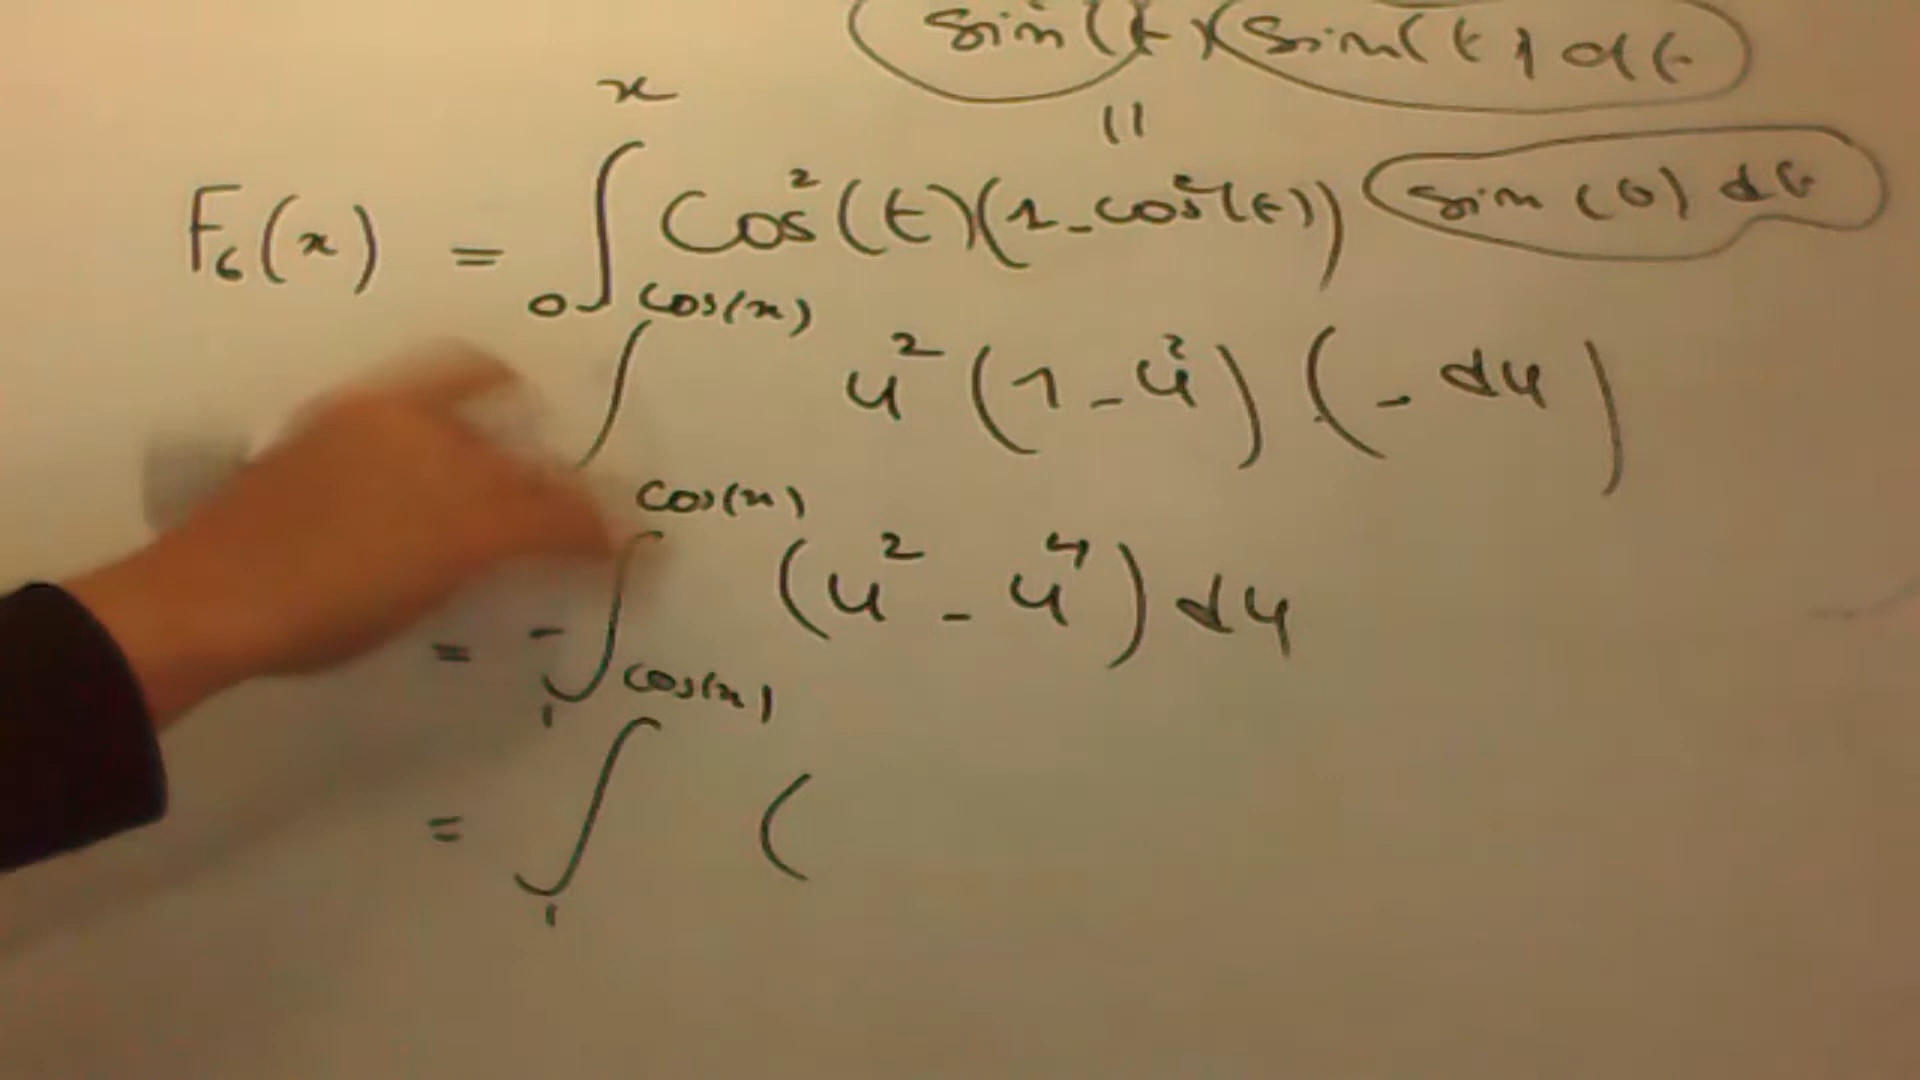 sin(t)(sin(t) dt
F₆(x) = ∫₀ˣ cos²(t)(1-cos²(t)) sin(t) dt
∫^cos(x) u²(1-u²)(-du)
= -∫₁^cos(x) (u²-u⁴)du
= ∫₁^cos(x) (